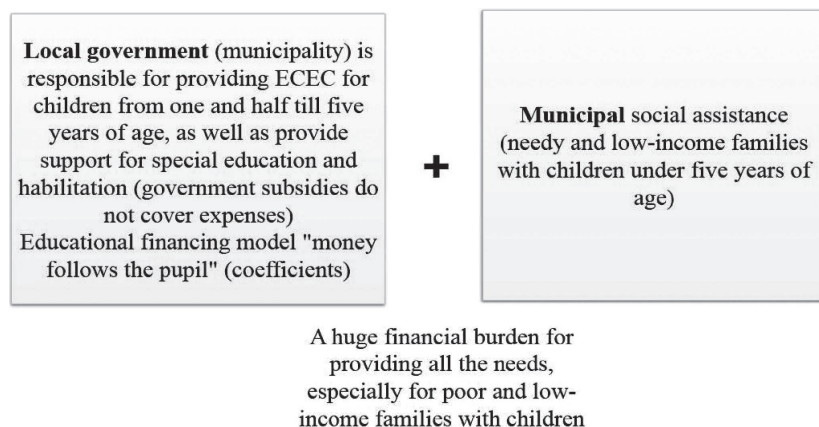 Local government (municipality) is
responsible for providing ECEC for
children from one and half till five
years of age, as well as provide
support for special education and
habilitation (government subsidies do
not cover expenses)
Educational financing model "money
follows the pupil" (coefficients)
+
Municipal social assistance
(needy and low-income families
with children under five years of
age)
A huge financial burden for
providing all the needs,
especially for poor and low-
income families with children